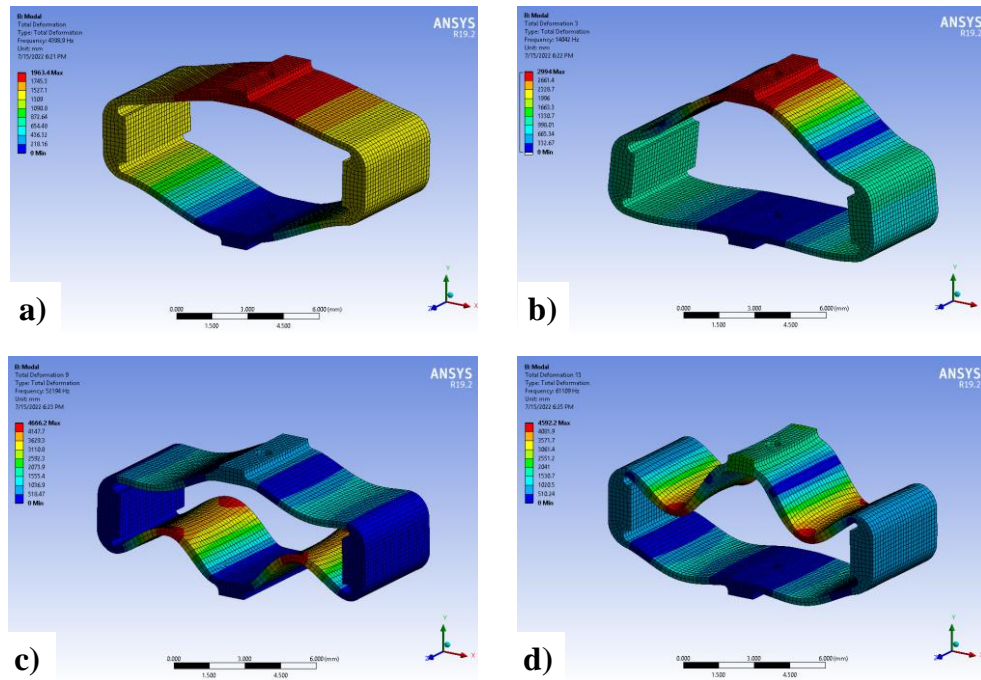 B: Modal
Total Deformation
Type: Total Deformation
Frequency: 4398,9 Hz
Unit: mm
7/15/2022 6:21 PM
1963.4 Max
1745.3
1527.1
1309
1090.8
872.64
654.48
436.32
218.16
0 Min
ANSYS
R19.2
0.000 3.000 6.000 (mm)
1.500 4.500
Y
X
Z
a)
B: Modal
Total Deformation 3
Type: Total Deformation
Frequency: 14042 Hz
Unit: mm
7/15/2022 6:22 PM
2994 Max
2661.4
2328.7
1996
1663.3
1330.7
998.01
665.34
332.67
0 Min
ANSYS
R19.2
0.000 3.000 6.000 (mm)
1.500 4.500
Y
X
Z
b)
B: Modal
Total Deformation 9
Type: Total Deformation
Unit: mm
7/15/2022 6:25 PM
4666.2 Max
4147.7
3629.3
3110.8
2592.3
2073.9
1555.4
1036.9
518.47
0 Min
ANSYS
R19.2
0.000 3.000 6.000 (mm)
1.500 4.500
Y
X
Z
c)
B: Modal
Total Deformation 13
Type: Total Deformation
Frequency: 61109 Hz
Unit: mm
7/15/2022 6:25 PM
4592.2 Max
4081.9
3571.7
3061.4
2551.2
2041
1530.7
1020.5
510.24
0 Min
ANSYS
R19.2
0.000 3.000 6.000 (mm)
1.500 4.500
Y
X
Z
d)